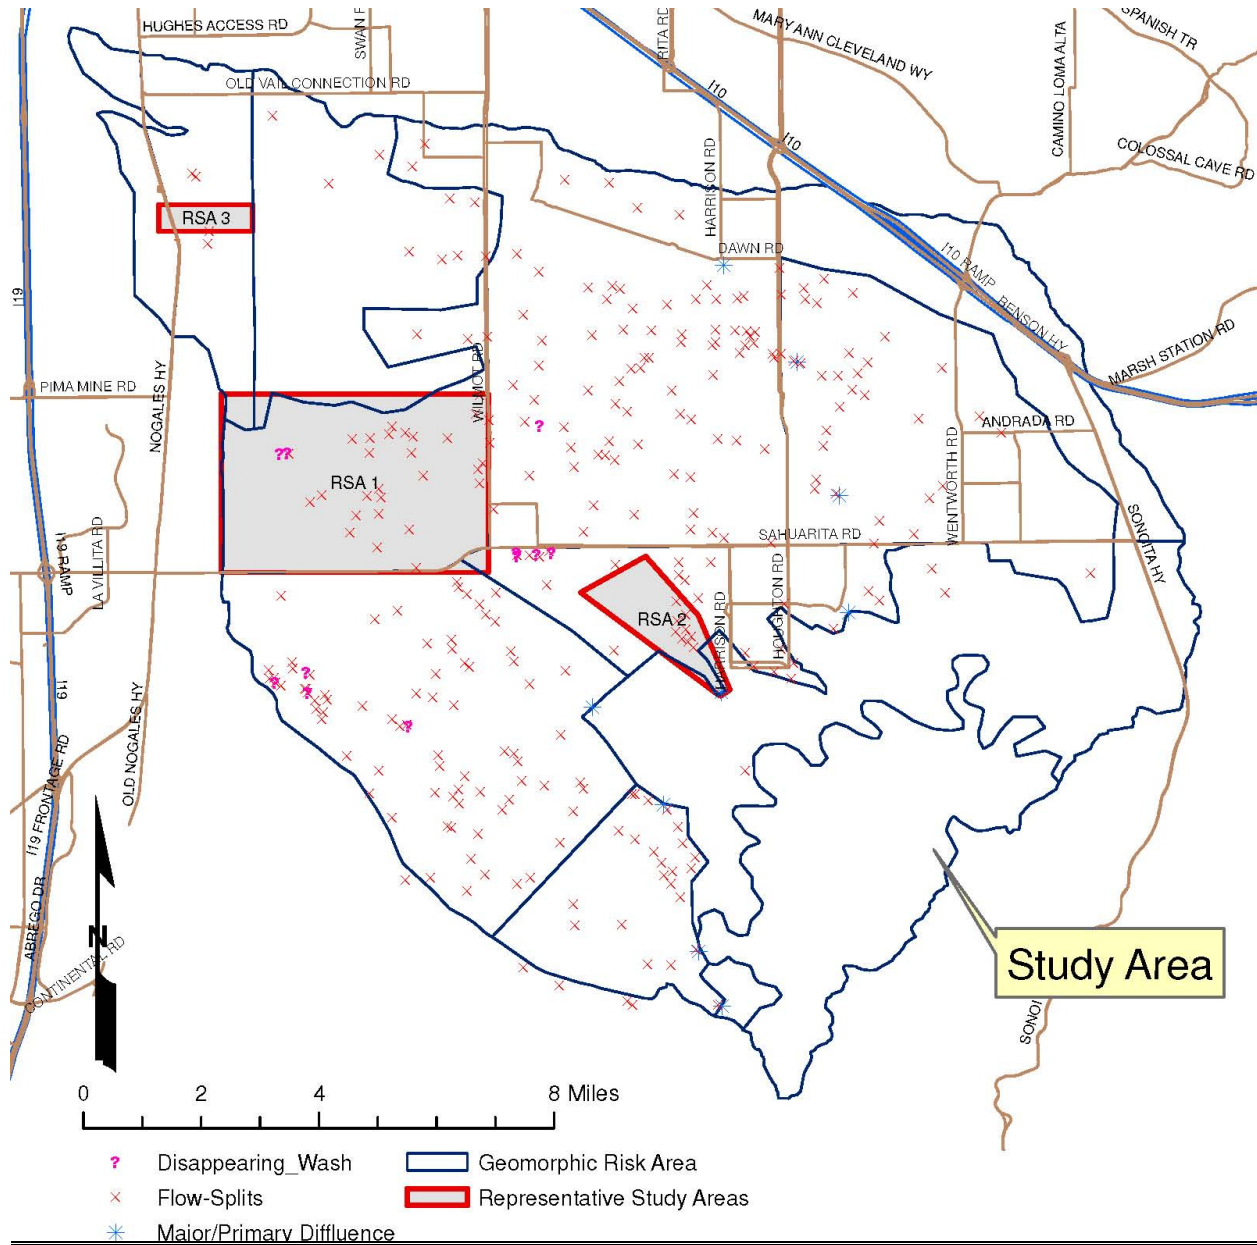 HUGHES ACCESS RD
SWAN R
RITA RD
MARY ANN CLEVELAND WY
SPANISH TR
CAMINO LOMA ALTA
OLD VAIL CONNECTION RD
I10
I10
COLOSSAL CAVE RD
HARRISON RD
RSA 3
DAWN RD
I10 RAMP
BENSON HY
I19
MARSH STATION RD
WILMOT RD
PIMA MINE RD
NOGALES HY
ANDRADA RD
??
?
RSA 1
WENTWORTH RD
SONOITA HY
SAHUARITA RD
I19 RAMP
LA VILLITA RD
? ? ?
RSA 2
HARRISON RD
HOUGHTON RD
I19
OLD NOGALES HY
?
?
?
?
I19 FRONTAGE RD
ABREGO DR
N
CONTINENTAL RD
Study Area
SONOI
0 2 4 8 Miles
? Disappearing_Wash
Geomorphic Risk Area
Flow-Splits
Representative Study Areas
Major/Primary Diffluence